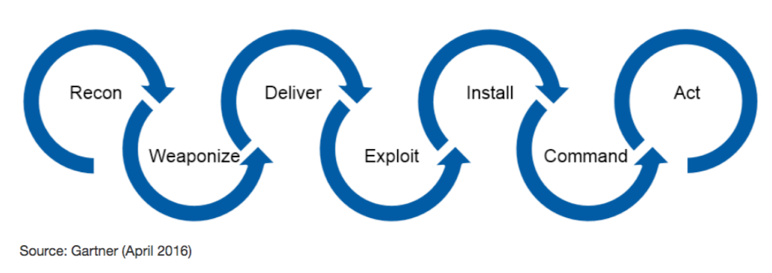 Recon
Weaponize
Deliver
Exploit
Install
Command
Act
Source: Gartner (April 2016)